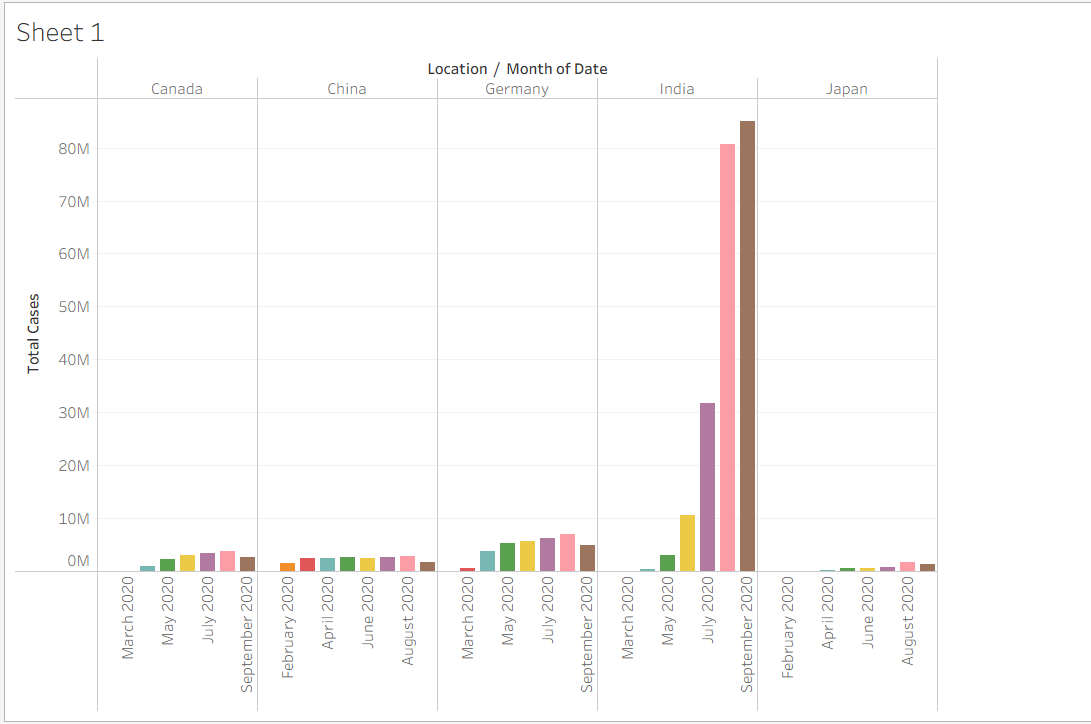 Sheet 1
Location / Month of Date
Canada China Germany India Japan
Total Cases
80M
70M
60M
50M
40M
30M
20M
10M
0M
March 2020 May 2020 July 2020 September 2020 February 2020 April 2020 June 2020 August 2020 March 2020 May 2020 July 2020 September 2020 March 2020 May 2020 July 2020 September 2020 February 2020 April 2020 June 2020 August 2020